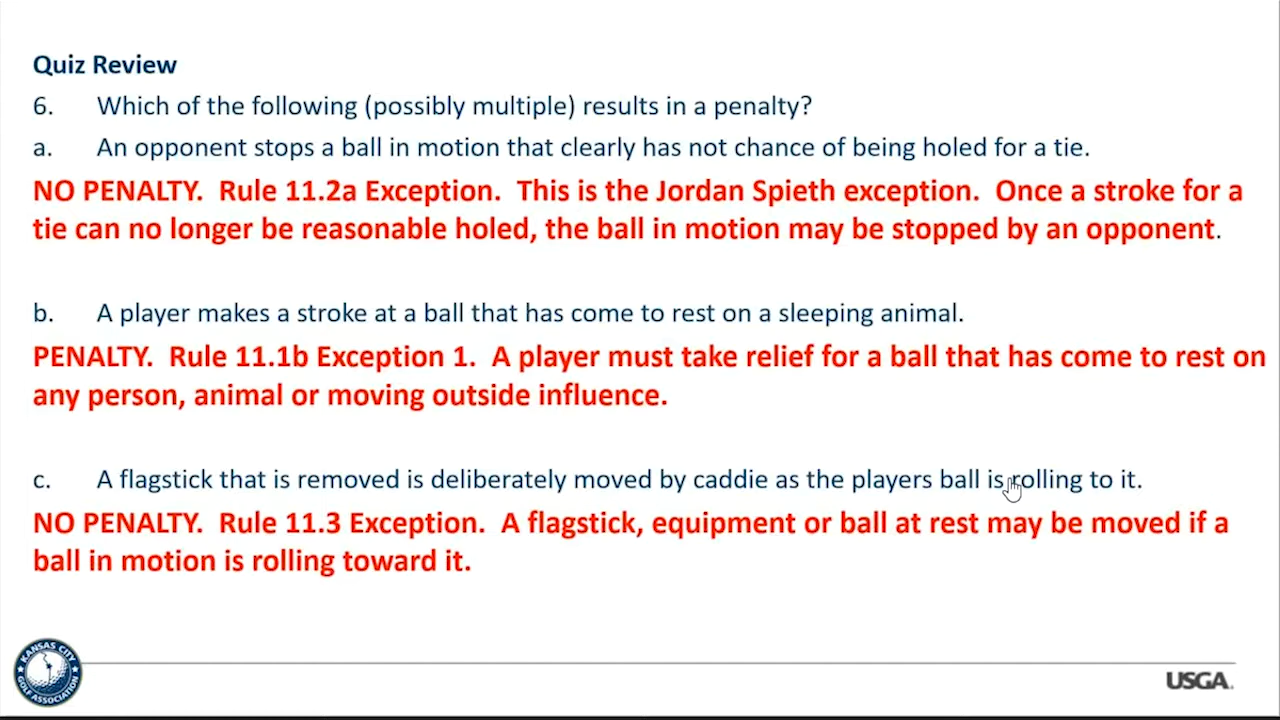 Quiz Review
6. Which of the following (possibly multiple) results in a penalty?
a. An opponent stops a ball in motion that clearly has not chance of being holed for a tie.
NO PENALTY. Rule 11.2a Exception. This is the Jordan Spieth exception. Once a stroke for a
tie can no longer be reasonable holed, the ball in motion may be stopped by an opponent.
b. A player makes a stroke at a ball that has come to rest on a sleeping animal.
PENALTY. Rule 11.1b Exception 1. A player must take relief for a ball that has come to rest on
any person, animal or moving outside influence.
c. A flagstick that is removed is deliberately moved by caddie as the players ball is rolling to it.
NO PENALTY. Rule 11.3 Exception. A flagstick, equipment or ball at rest may be moved if a
ball in motion is rolling toward it.
KANSAS CITY
GOLF ASSOCIATION
USGA.